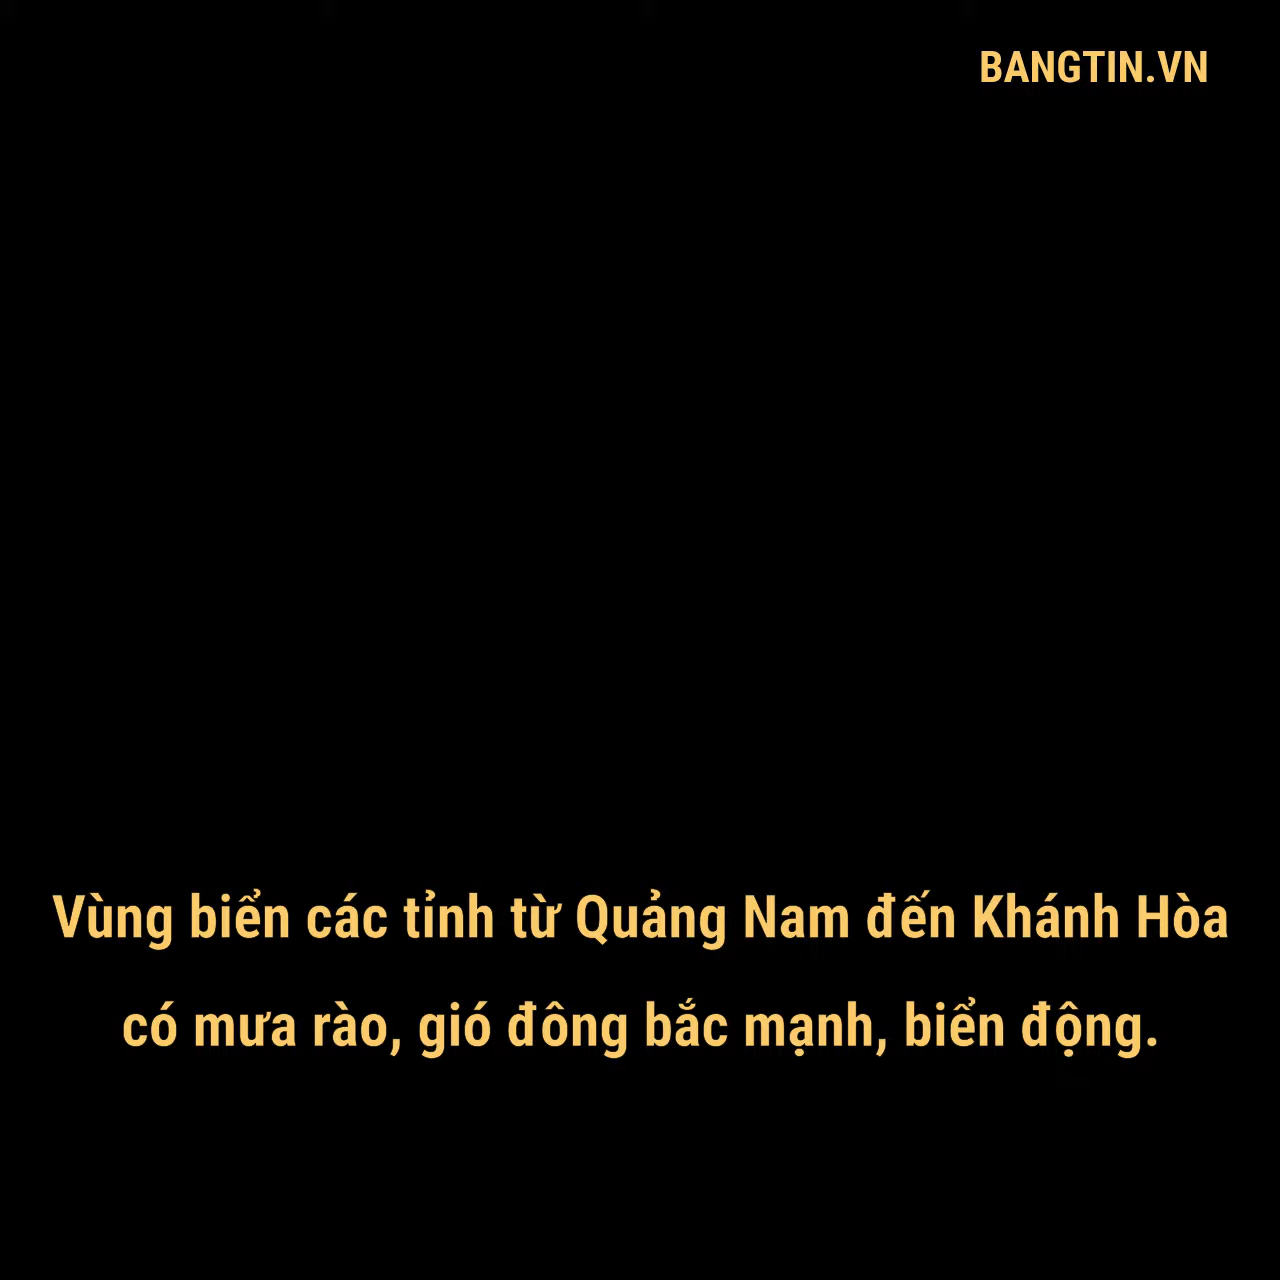 BANGTIN.VN
Vùng biển các tỉnh từ Quảng Nam đến Khánh Hòa
có mưa rào, gió đông bắc mạnh, biển động.